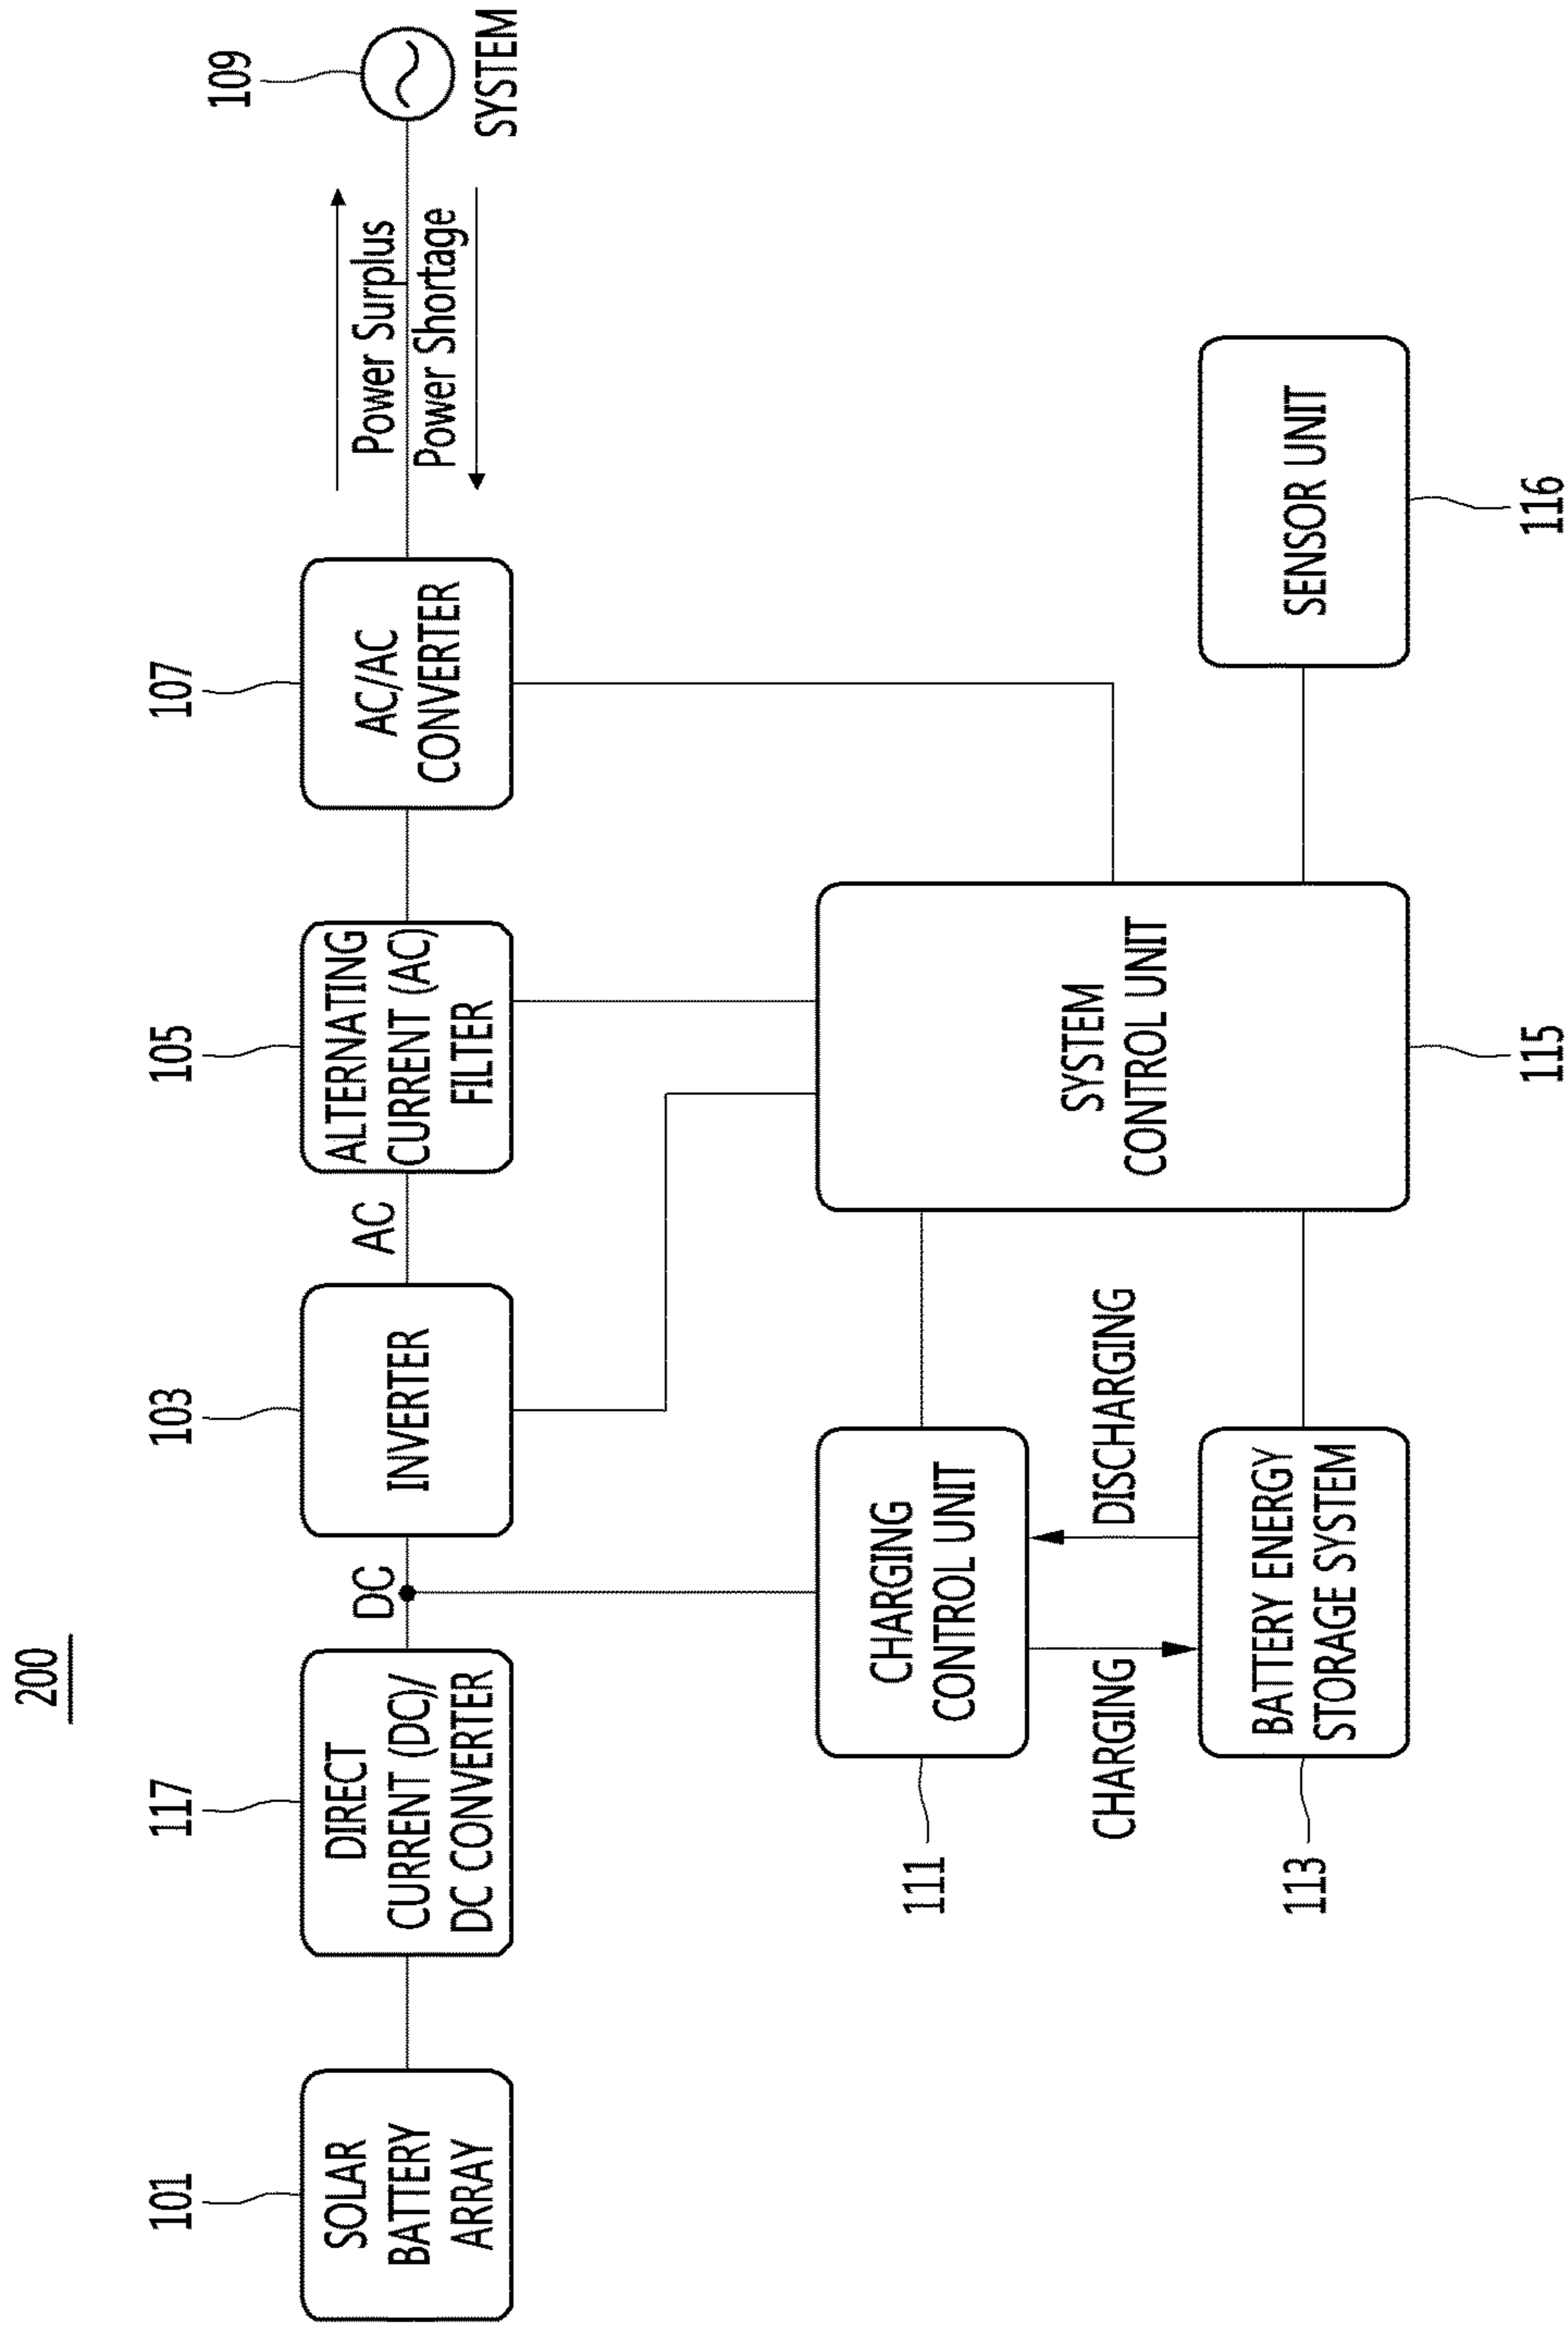 200
101
117
103
105
107
109
SOLAR
BATTERY
ARRAY
DIRECT
CURRENT (DC)/
DC CONVERTER
DC
INVERTER
AC
ALTERNATING
CURRENT (AC)
FILTER
AC/AC
CONVERTER
Power Surplus
Power Shortage
SYSTEM
CHARGING
CONTROL UNIT
111
CHARGING
DISCHARGING
BATTERY ENERGY
STORAGE SYSTEM
113
SYSTEM
CONTROL UNIT
115
SENSOR UNIT
116